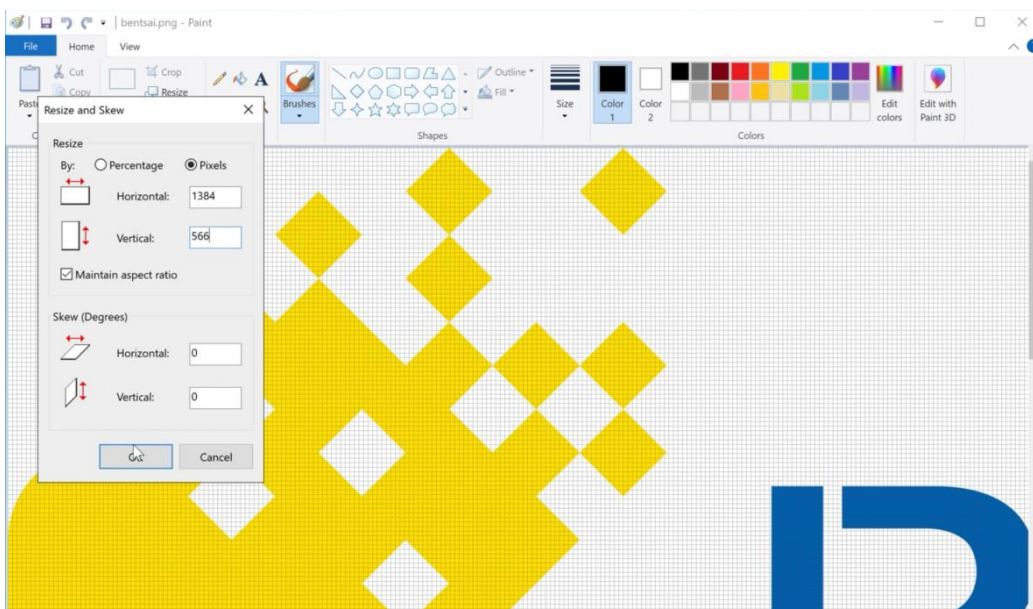 bentsai.png - Paint
File Home View
Cut
Crop
Copy
Resize
Brushes
Outline
Fill
Size
Color 1
Color 2
Edit colors
Edit with Paint 3D
Shapes
Colors
Resize and Skew
Resize
By: Percentage Pixels
Horizontal: 1384
Vertical: 566
Maintain aspect ratio
Skew (Degrees)
Horizontal: 0
Vertical: 0
Cancel